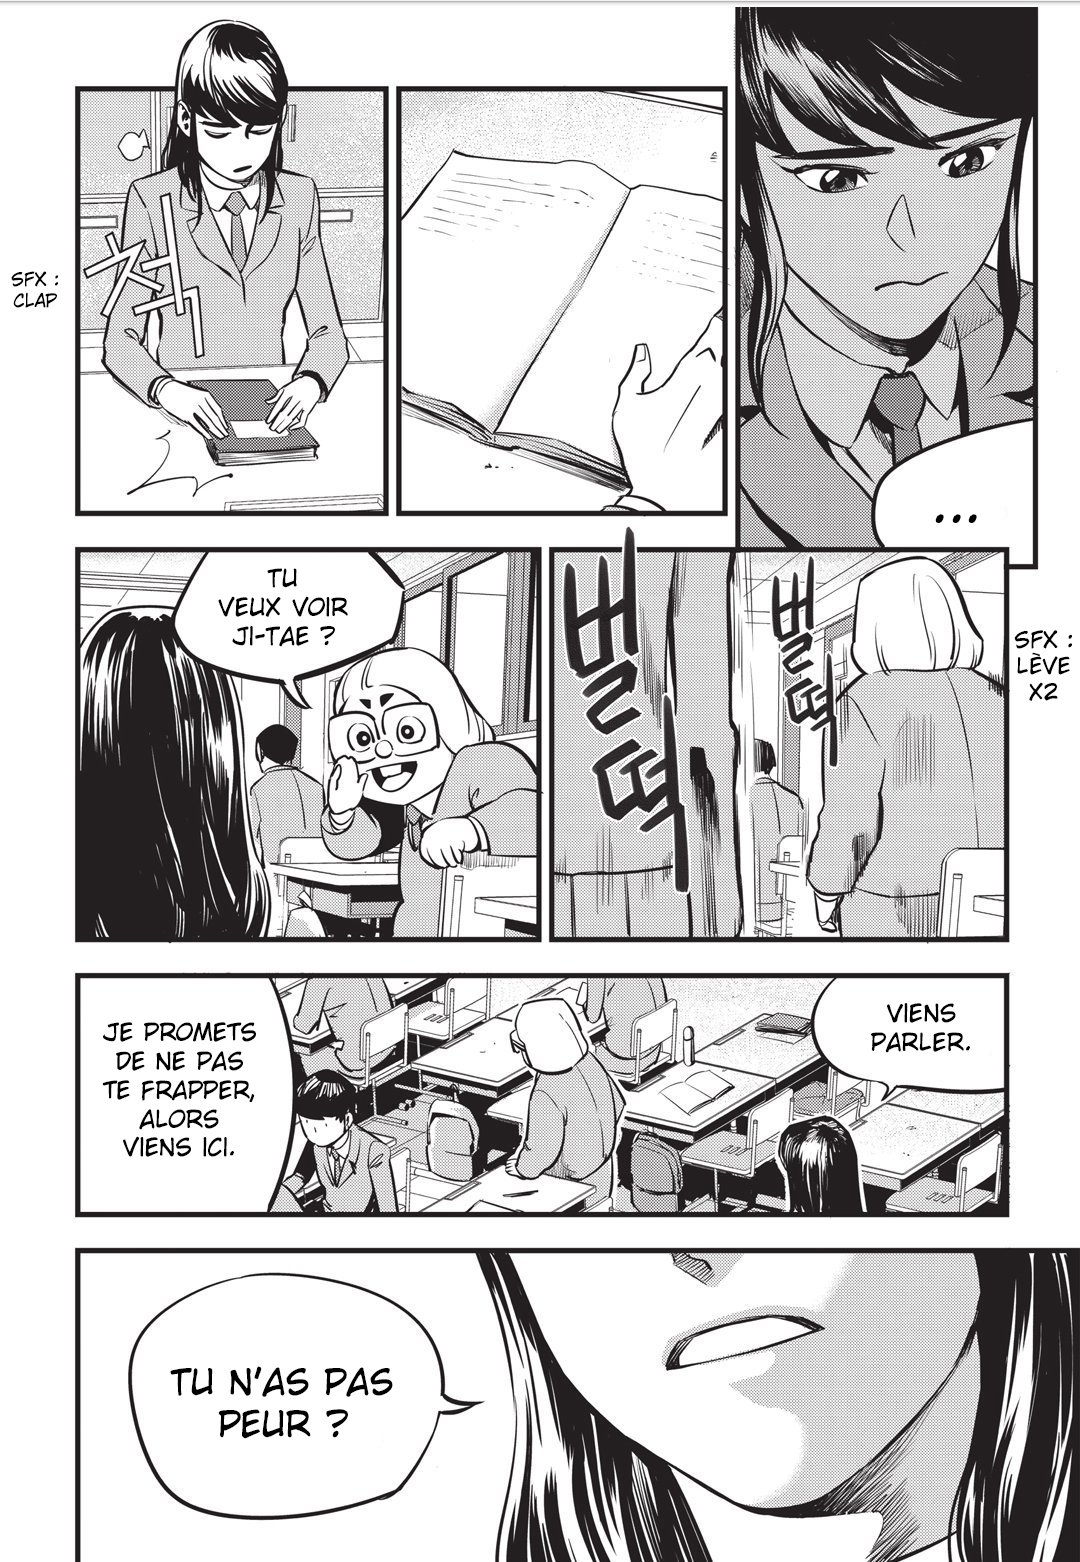 SFX :
CLAP
척
...
TU
VEUX VOIR
JI-TAE ?
벌떡
벌떡
SFX :
LÈVE
X2
JE PROMETS
DE NE PAS
TE FRAPPER,
ALORS
VIENS ICI.
VIENS
PARLER.
TU N'AS PAS
PEUR ?